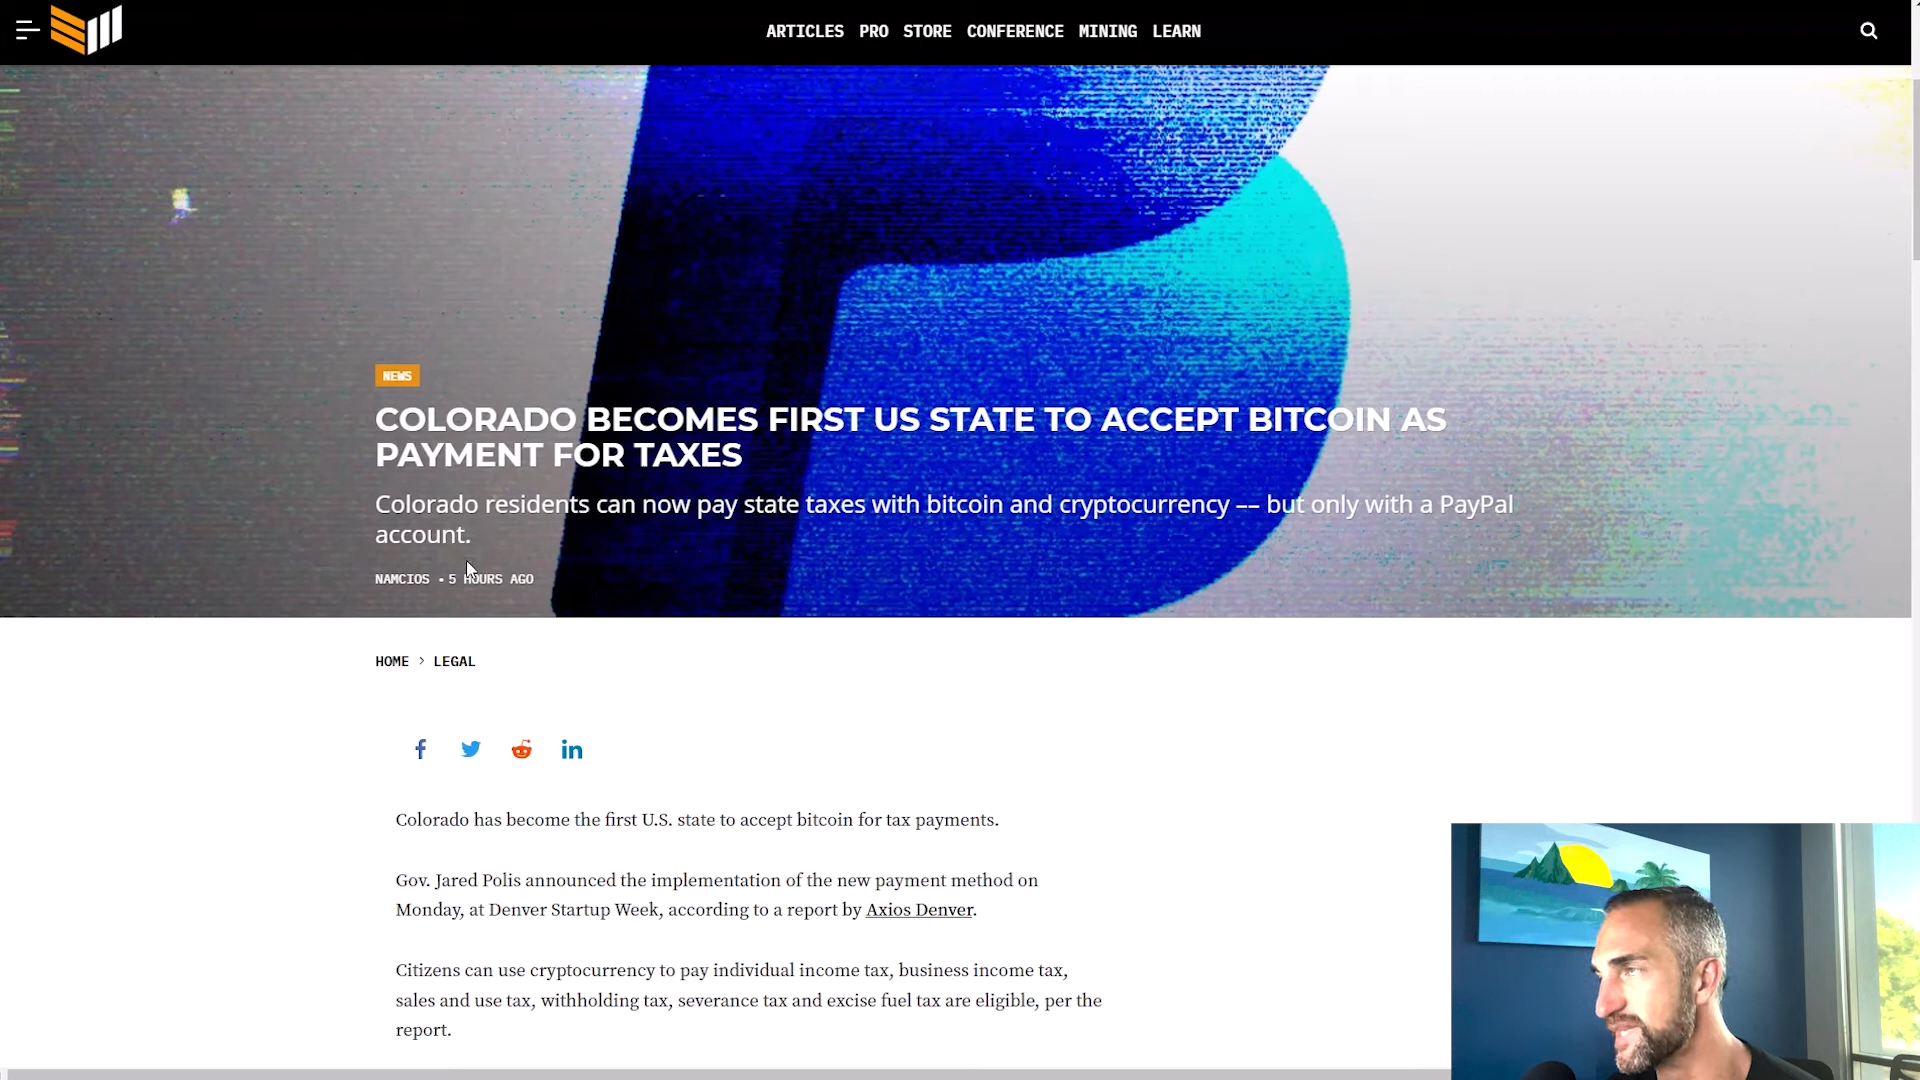 ARTICLES PRO STORE CONFERENCE MINING LEARN
NEWS
COLORADO BECOMES FIRST US STATE TO ACCEPT BITCOIN AS
PAYMENT FOR TAXES
Colorado residents can now pay state taxes with bitcoin and cryptocurrency –– but only with a PayPal
account.
NAMCIOS • 5 HOURS AGO
HOME > LEGAL
Colorado has become the first U.S. state to accept bitcoin for tax payments.
Gov. Jared Polis announced the implementation of the new payment method on
Monday, at Denver Startup Week, according to a report by Axios Denver.
Citizens can use cryptocurrency to pay individual income tax, business income tax,
sales and use tax, withholding tax, severance tax and excise fuel tax are eligible, per the
report.